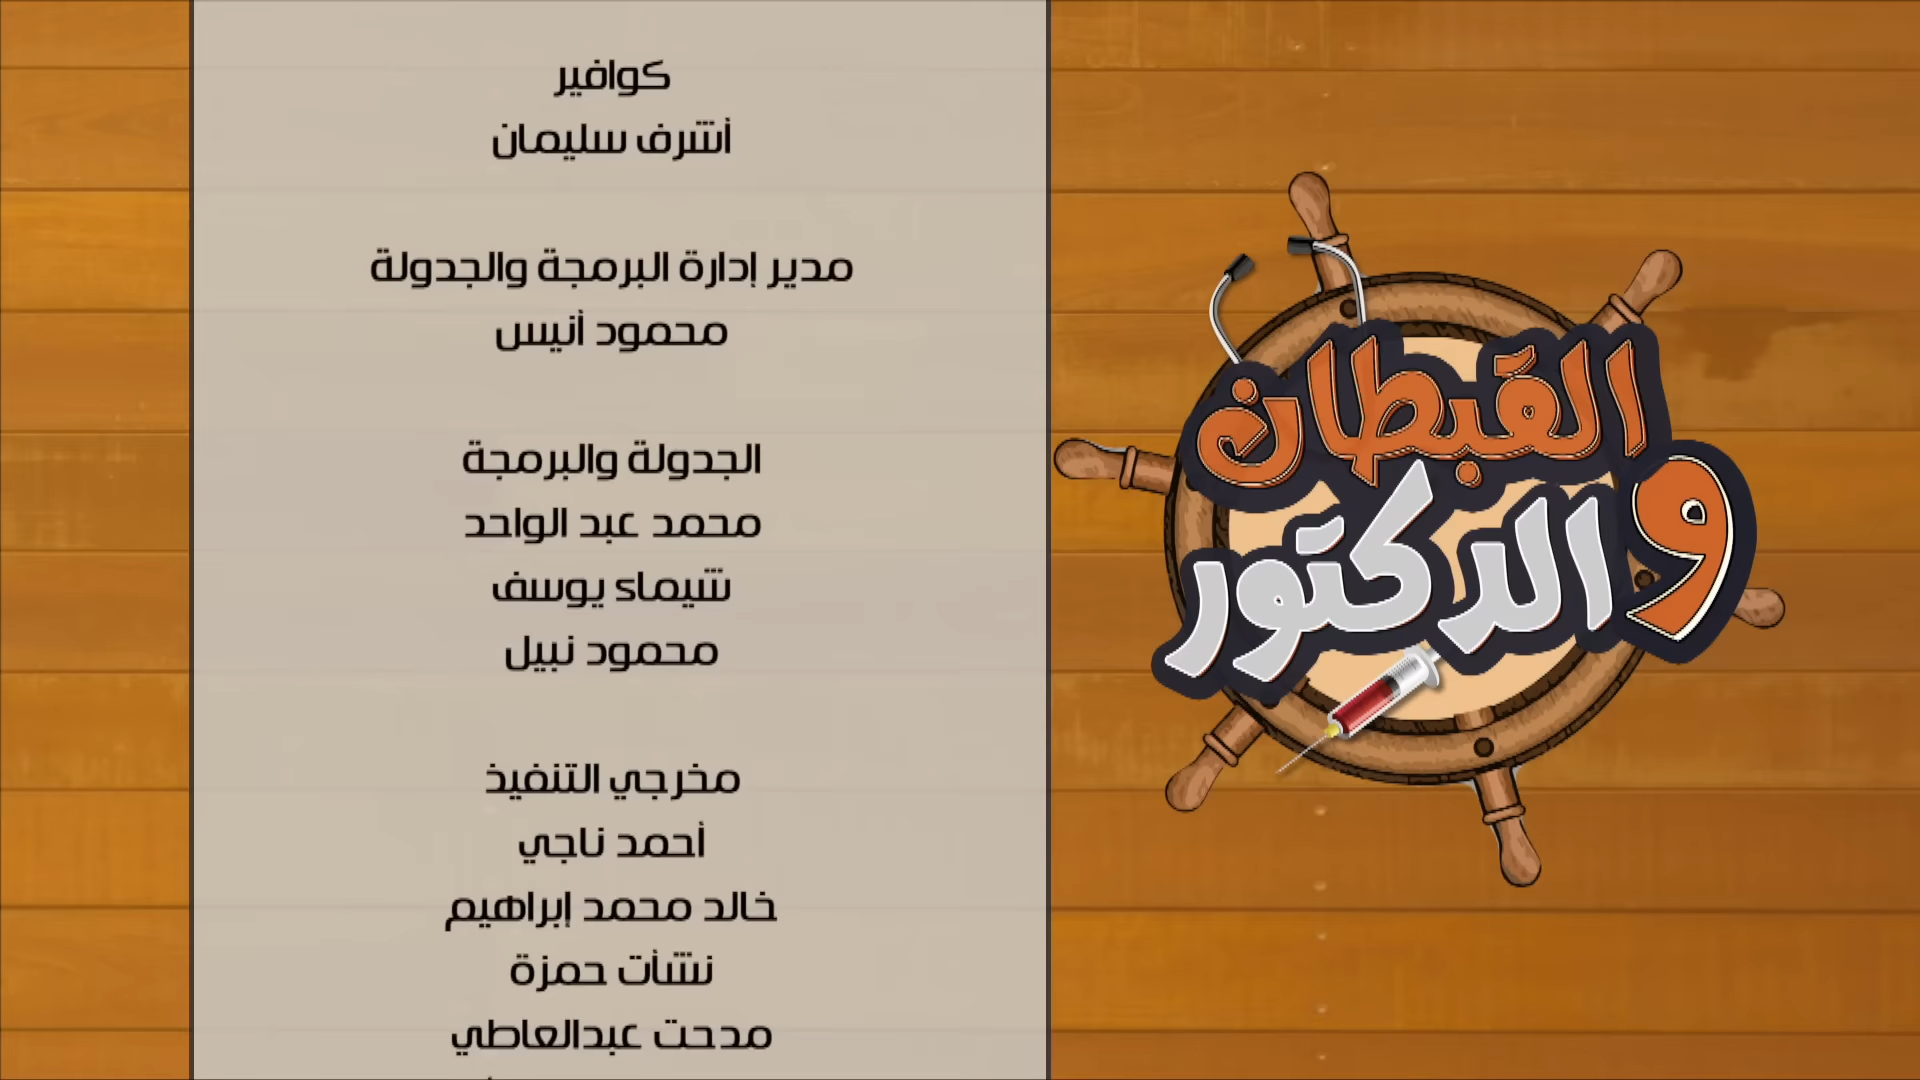 كوافير
أشرف سليمان
مدير إدارة البرمجة والجدولة
محمود أنيس
الجدولة والبرمجة
محمد عبد الواحد
شيماء يوسف
محمود نبيل
مخرجي التنفيذ
أحمد ناجي
خالد محمد إبراهيم
نشأت حمزة
مدحت عبدالعاطي
القبطان
و الدكتور